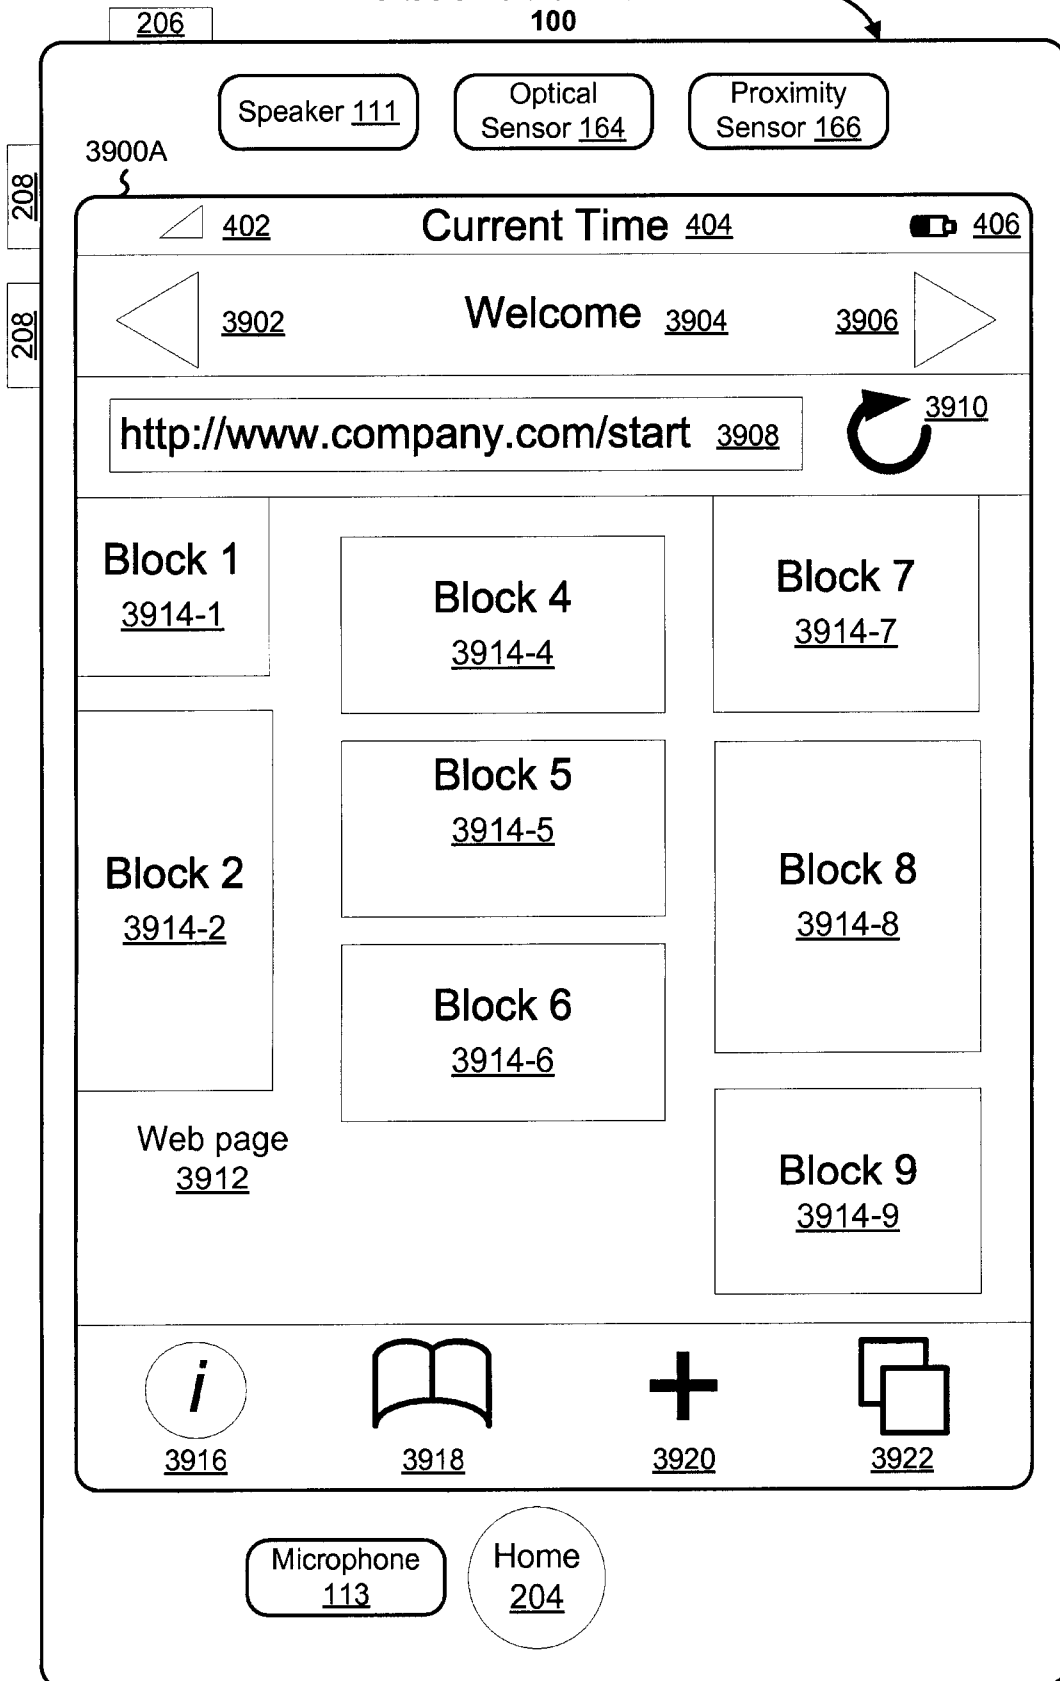 100
206
Speaker 111
Optical
Sensor 164
Proximity
Sensor 166
3900A
208
208
402
Current Time 404
406
3902
Welcome 3904
3906
http://www.company.com/start 3908
3910
Block 1
3914-1
Block 4
3914-4
Block 7
3914-7
Block 5
3914-5
Block 2
3914-2
Block 8
3914-8
Block 6
3914-6
Web page
3912
Block 9
3914-9
i
3916
3918
3920
3922
Microphone
113
Home
204